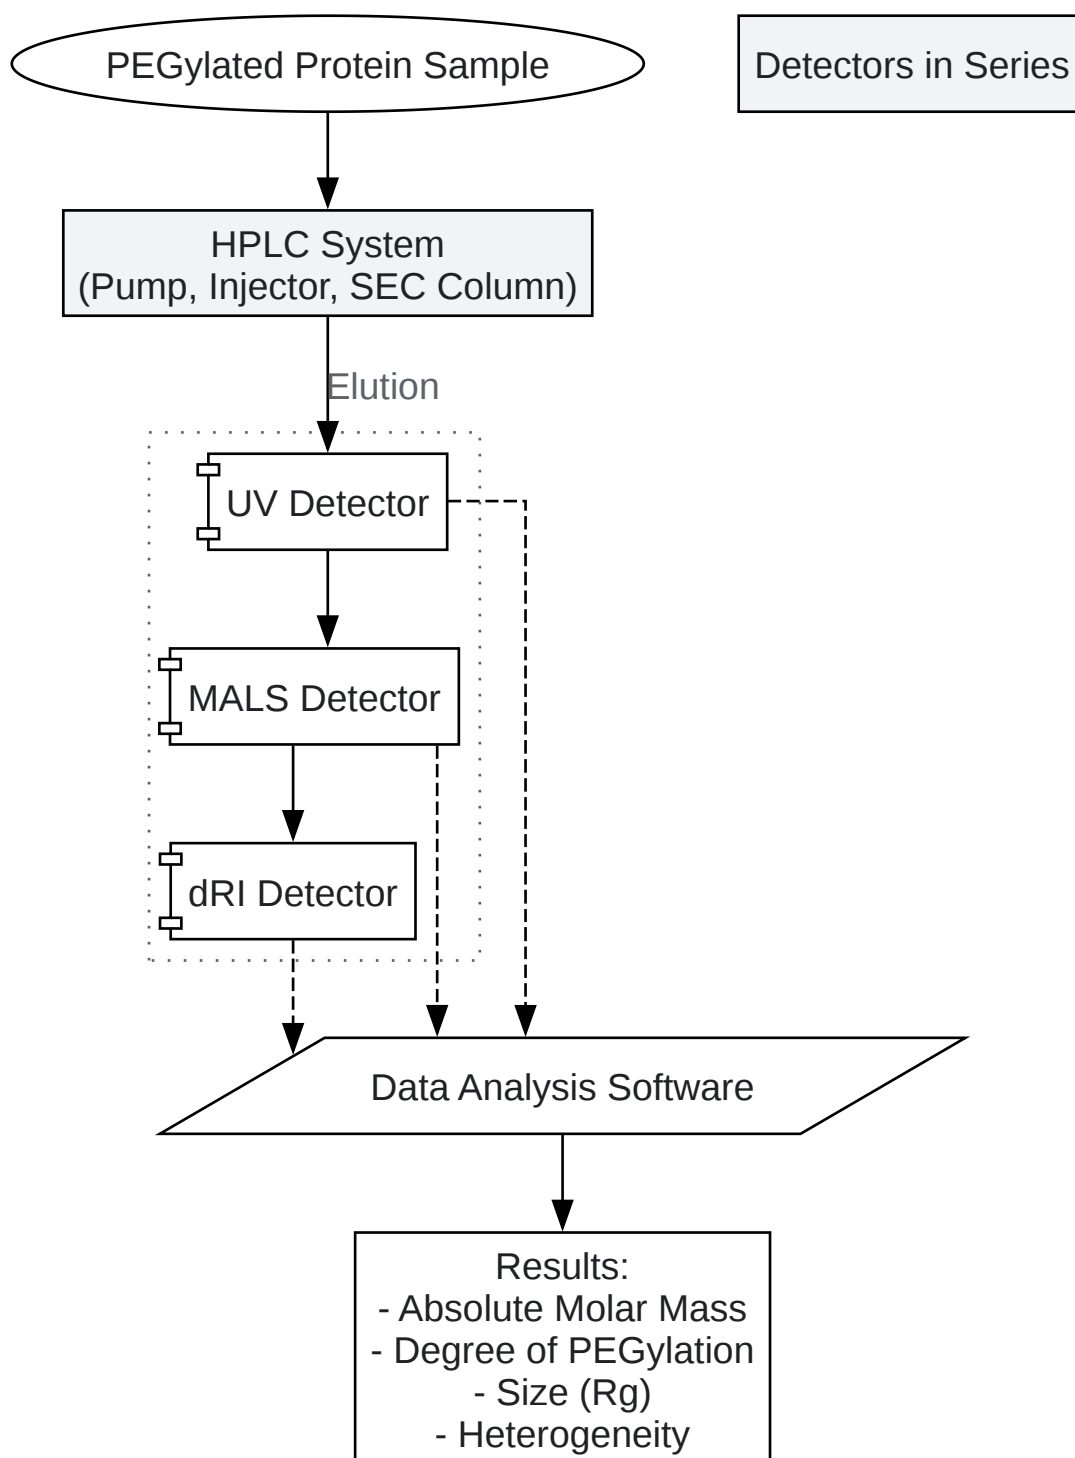 PEGylated Protein Sample
Detectors in Series
HPLC System
(Pump, Injector, SEC Column)
Elution
UV Detector
MALS Detector
dRI Detector
Data Analysis Software
Results:
- Absolute Molar Mass
- Degree of PEGylation
- Size (Rg)
- Heterogeneity